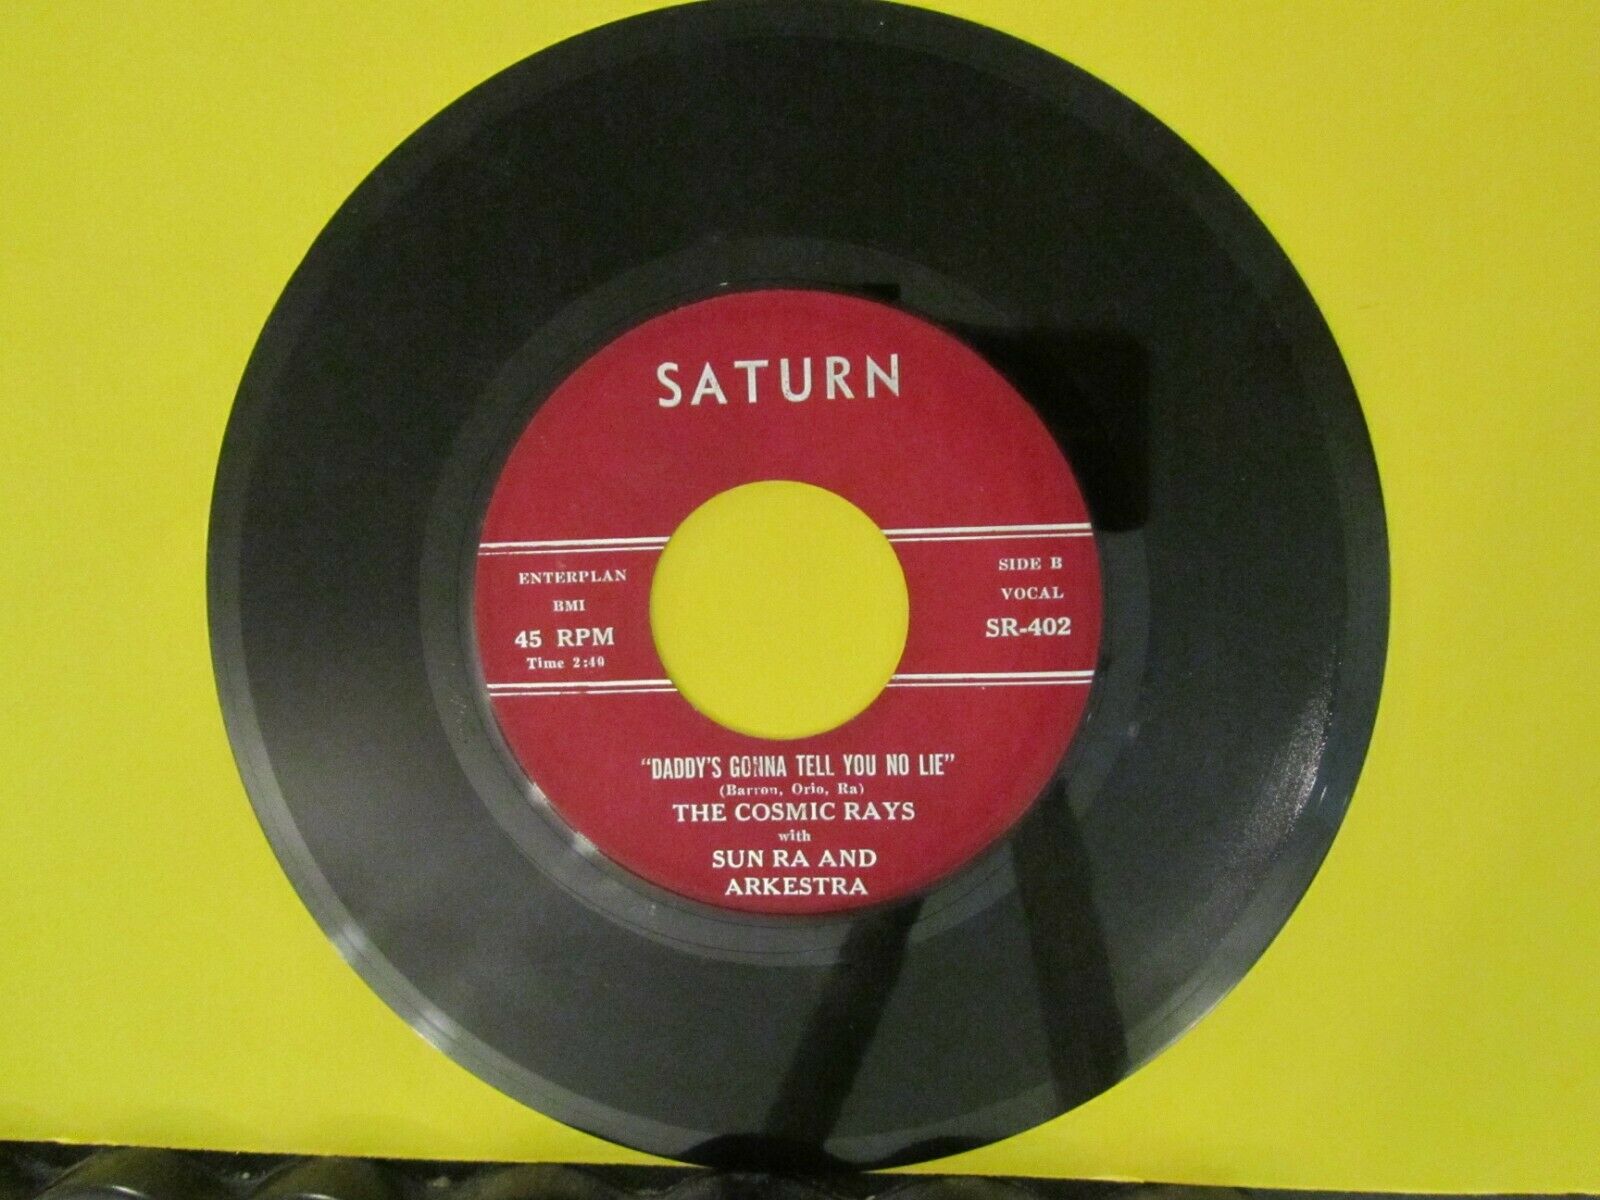 SATURN
ENTERPLAN
BMI
45 RPM
Time 2:40
SIDE B
VOCAL
SR-402
"DADDY'S GONNA TELL YOU NO LIE"
(Barron, Orio, Ra)
THE COSMIC RAYS
with
SUN RA AND
ARKESTRA